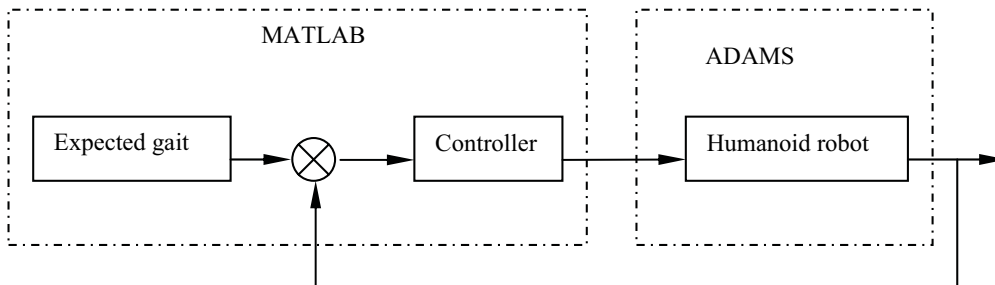 MATLAB
ADAMS
Expected gait
Controller
Humanoid robot